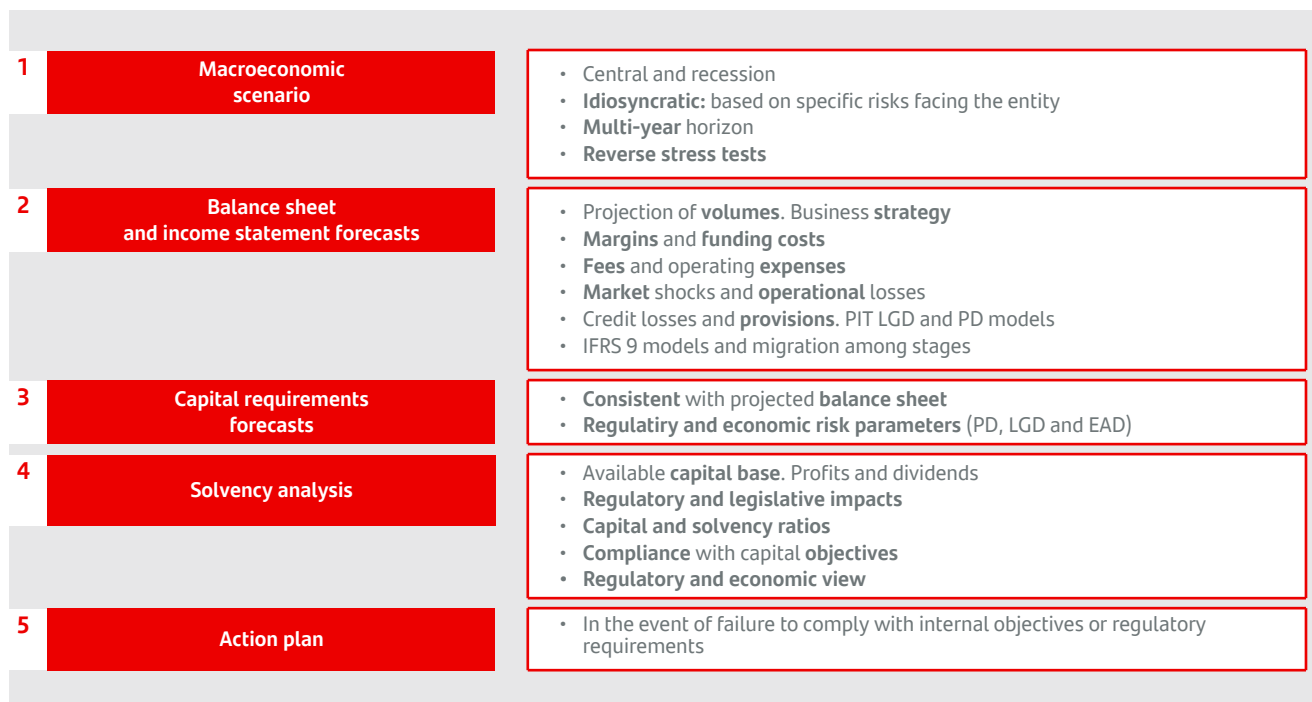 1
Macroeconomic
scenario
• Central and recession
• Idiosyncratic: based on specific risks facing the entity
• Multi-year horizon
• Reverse stress tests
2
Balance sheet
and income statement forecasts
• Projection of volumes. Business strategy
• Margins and funding costs
• Fees and operating expenses
• Market shocks and operational losses
• Credit losses and provisions. PIT LGD and PD models
• IFRS 9 models and migration among stages
3
Capital requirements
forecasts
• Consistent with projected balance sheet
• Regulatiry and economic risk parameters (PD, LGD and EAD)
4
Solvency analysis
• Available capital base. Profits and dividends
• Regulatory and legislative impacts
• Capital and solvency ratios
• Compliance with capital objectives
• Regulatory and economic view
5
Action plan
• In the event of failure to comply with internal objectives or regulatory
requirements